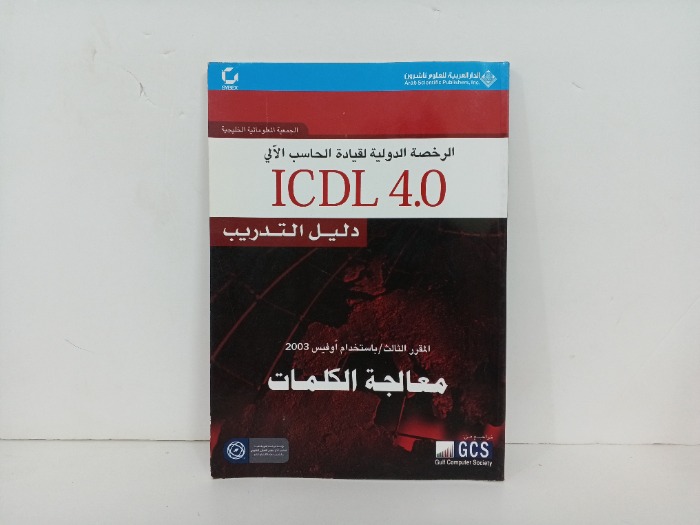 الدار العربية للعلوم ناشرون
Arab Scientific Publishers, Inc.
SYBEX
الجمعية المعلوماتية الخليجية
الرخصة الدولية لقيادة الحاسب الآلي
ICDL 4.0
دليل التدريب
المقرر الثالث/باستخدام أوفيس 2003
معالجة الكلمات
GCS
Gulf Computer Society